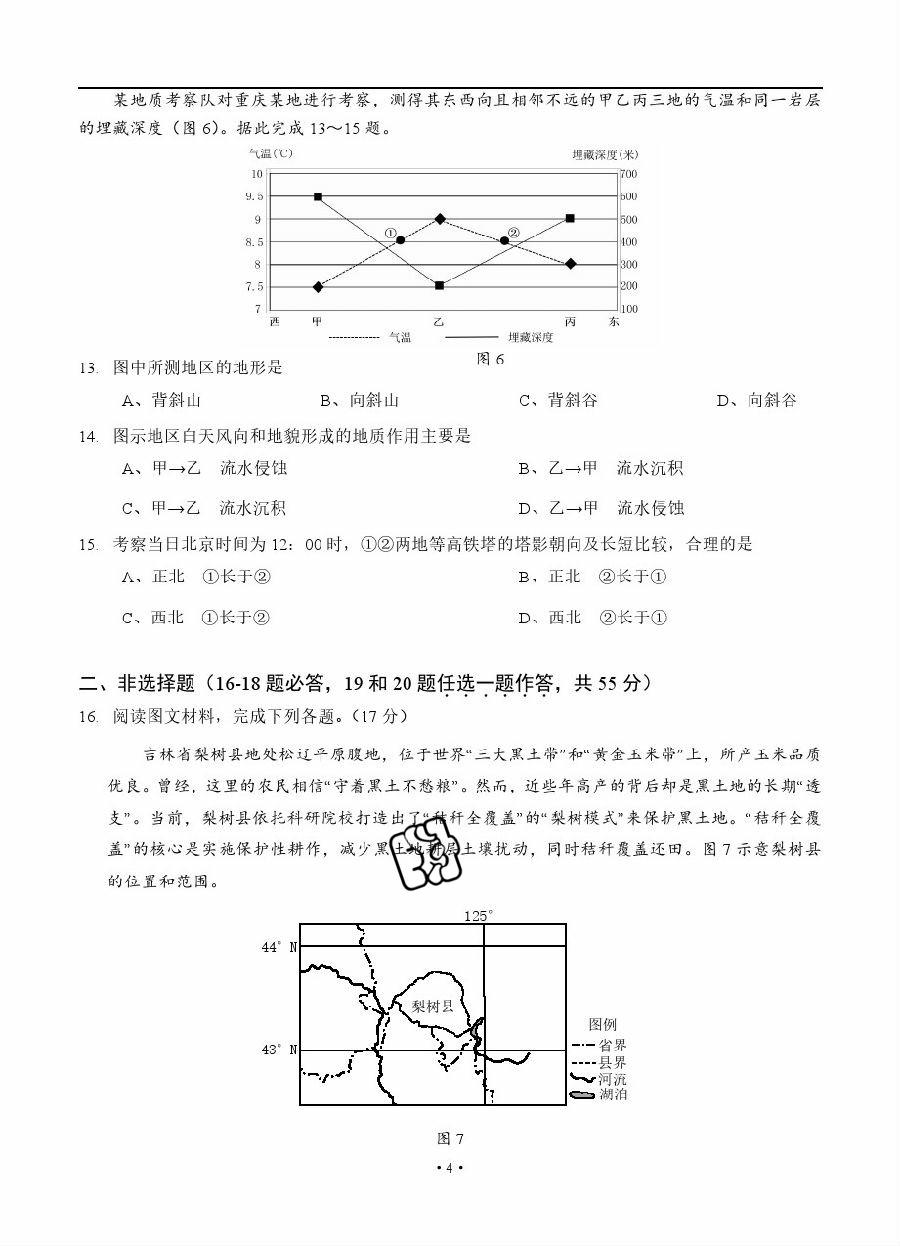 某地质考察队对重庆某地进行考察，测得其东西向且相邻不远的甲乙丙三地的气温和同一岩层
的埋藏深度（图 6）。据此完成 13～15 题。
气温(℃) 埋藏深度(米)
10 700
9.5 600
9 500
8.5 ① ② 400
8 300
7.5 200
7 100
西 甲 乙 丙 东
气温 埋藏深度
图 6
13. 图中所测地区的地形是
A、背斜山 B、向斜山 C、背斜谷 D、向斜谷
14. 图示地区白天风向和地貌形成的地质作用主要是
A、甲→乙 流水侵蚀 B、乙→甲 流水沉积
C、甲→乙 流水沉积 D、乙→甲 流水侵蚀
15. 考察当日北京时间为 12：00 时，①②两地等高铁塔的塔影朝向及长短比较，合理的是
A、正北 ①长于② B、正北 ②长于①
C、西北 ①长于② D、西北 ②长于①
二、非选择题（16-18 题必答，19 和 20 题任选一题作答，共 55 分）
16. 阅读图文材料，完成下列各题。（17 分）
吉林省梨树县地处松辽平原腹地，位于世界“三大黑土带”和“黄金玉米带”上，所产玉米品质
优良。曾经，这里的农民相信“守着黑土不愁粮”。然而，近些年高产的背后却是黑土地的长期“透
支”。当前，梨树县依托科研院校打造出了“秸秆全覆盖”的“梨树模式”来保护黑土地。“秸秆全覆
盖”的核心是实施保护性耕作，减少黑土地耕层土壤扰动，同时秸秆覆盖还田。图 7 示意梨树县
的位置和范围。
125°
44° N
梨树县
43° N
图例
省界
县界
河流
湖泊
图 7
· 4 ·